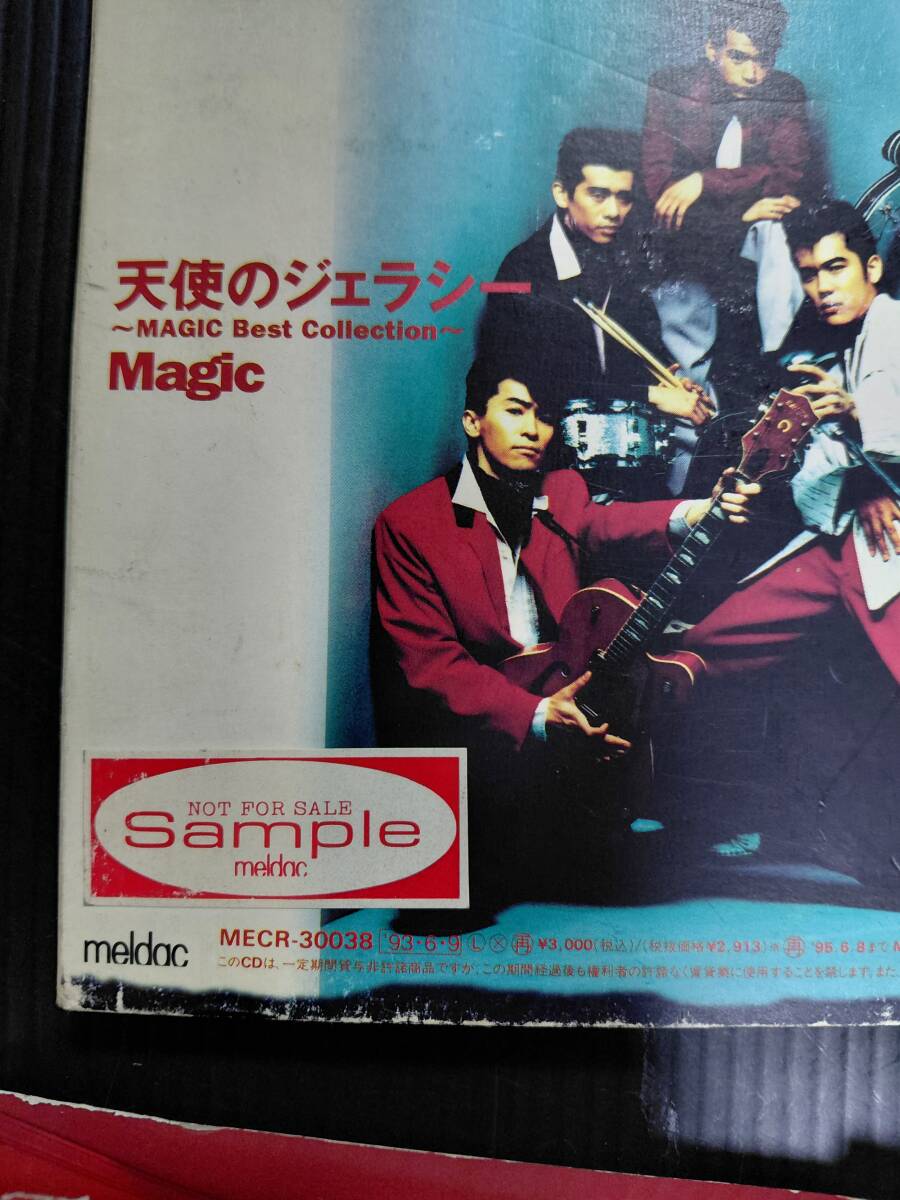 天使のジェラシー
～MAGIC Best Collection～
Magic
NOT FOR SALE
Sample
meldac
meldac
MECR-30038 '93・6・9 Ⓛ Ⓧ 再 ¥3,000(税込)/(税抜価格¥2,913)※再'95.6.8まで M
このCDは、一定期間貸与非許諾商品ですが、この期間経過後も権利者の許諾なく賃貸業に使用することを禁じます。また、